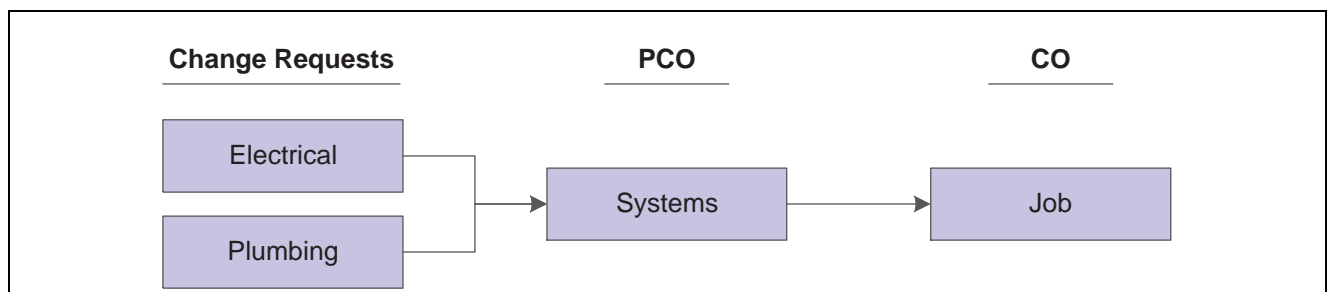 Change Requests PCO CO
Electrical
Systems Job
Plumbing